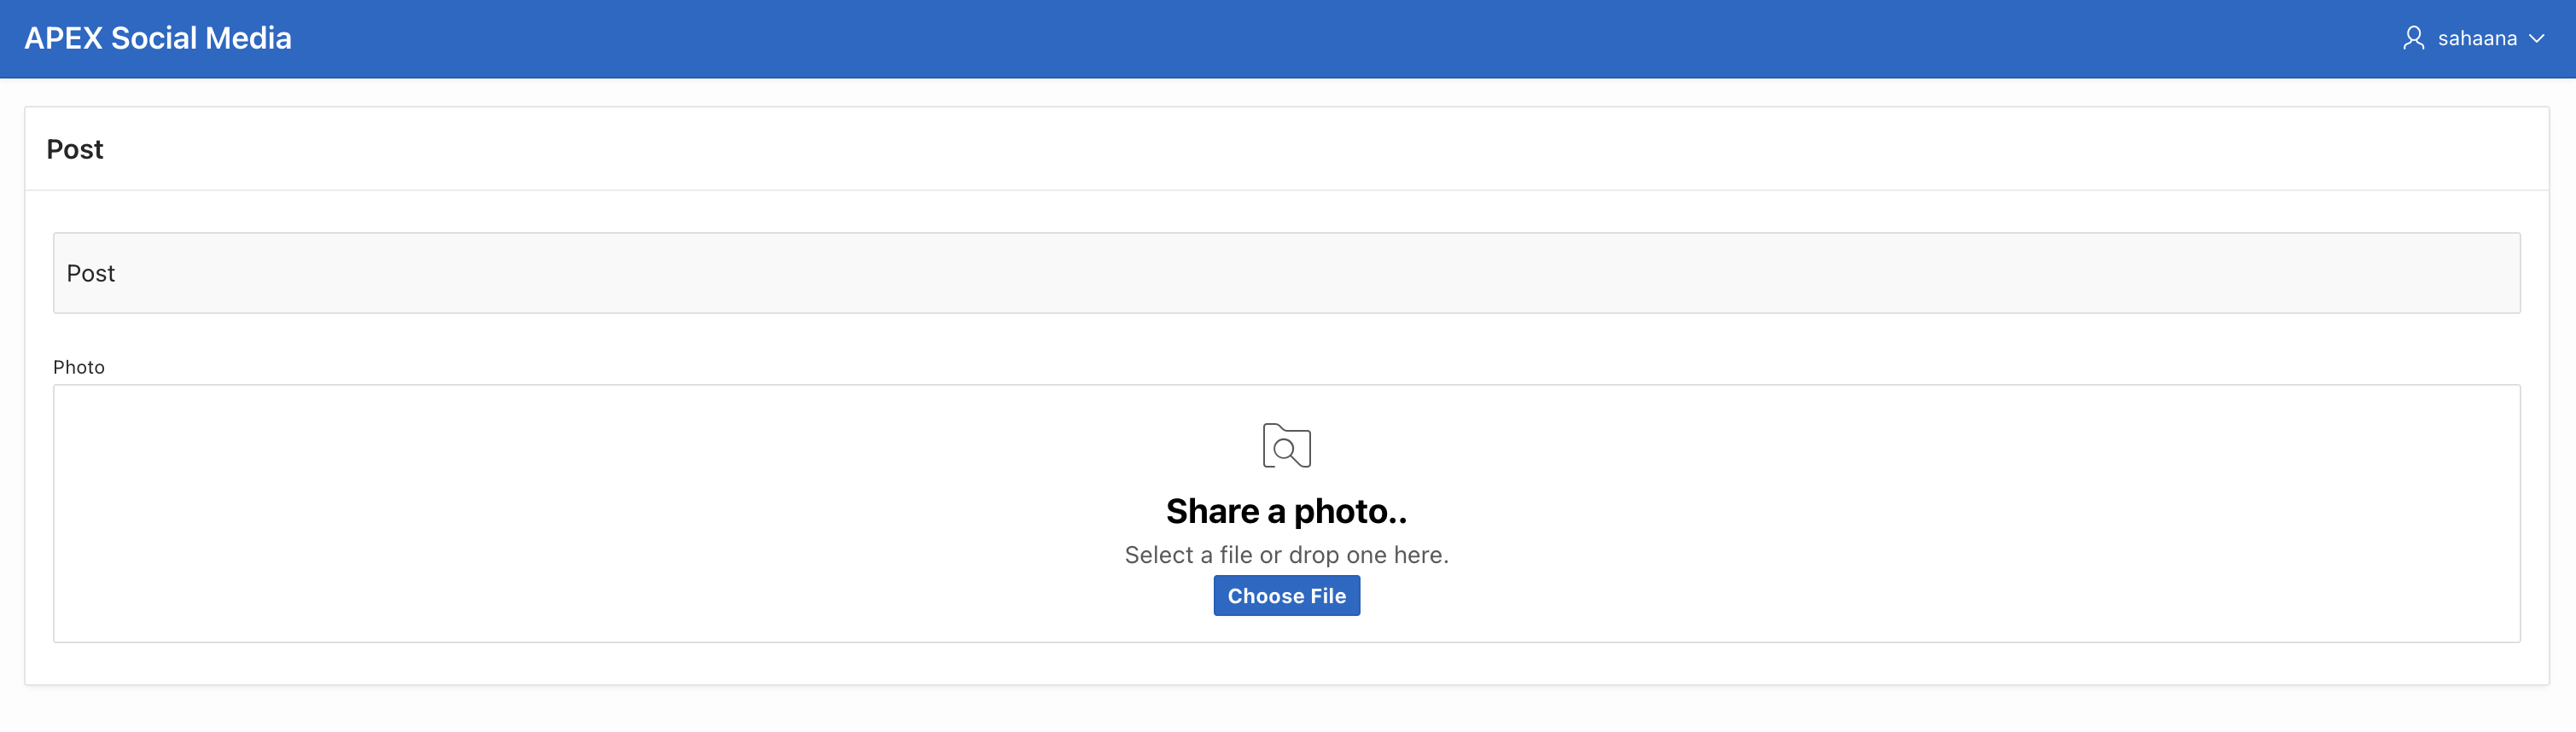 APEX Social Media
sahaana
Post
Post
Photo
Share a photo..
Select a file or drop one here.
Choose File